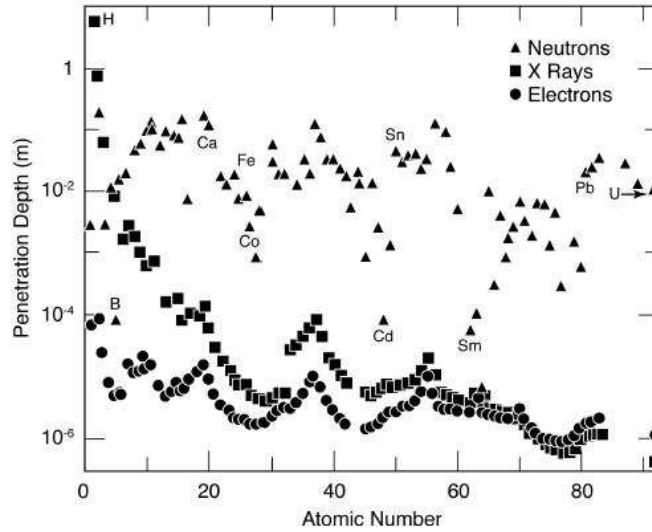 H
Neutrons
X Rays
Electrons
1
Ca
Sn
Fe
10-2
Pb
U
Co
B
10-4
Cd
Sm
10-6
0 20 40 60 80
Penetration Depth (m)
Atomic Number